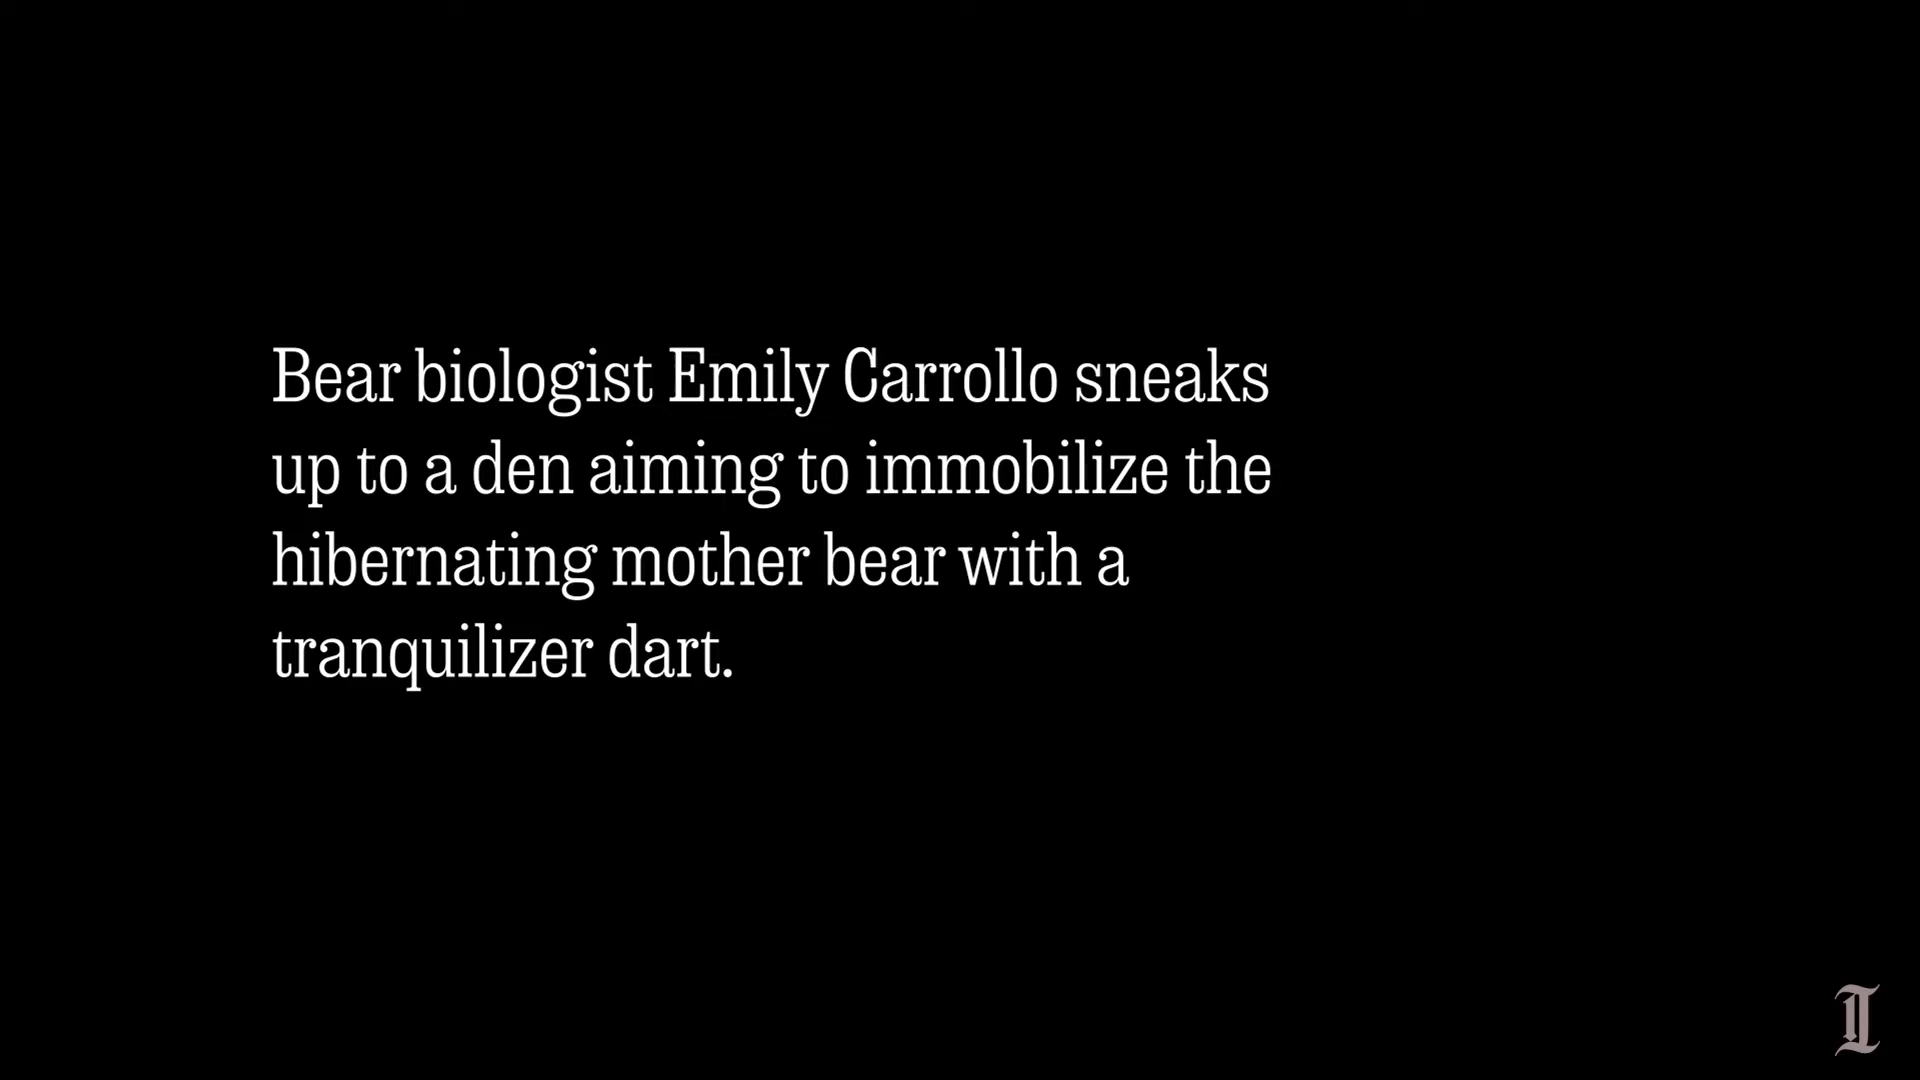 Bear biologist Emily Carrollo sneaks
up to a den aiming to immobilize the
hibernating mother bear with a
tranquilizer dart.
I